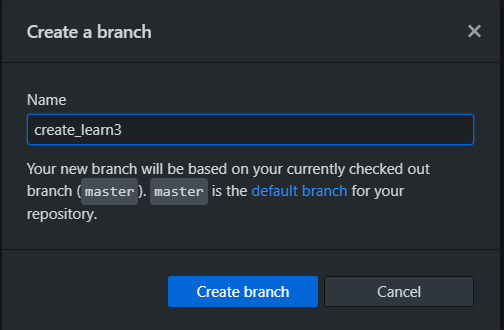 Create a branch
Name
create_learn3
Your new branch will be based on your currently checked out
branch (master). master is the default branch for your
repository.
Create branch
Cancel